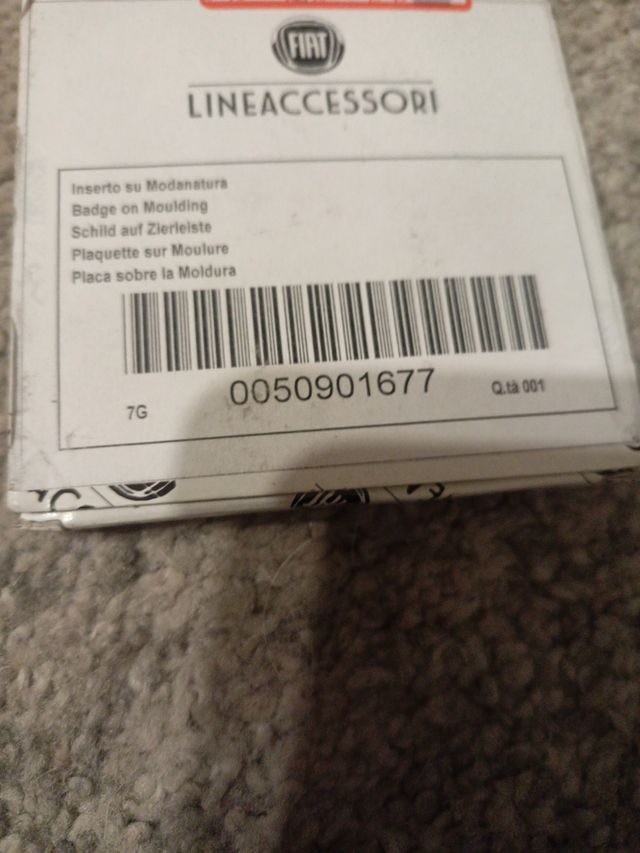 FIAT
LINEACCESSORI
Inserto su Modanatura
Badge on Moulding
Schild auf Zierleiste
Plaquette sur Moulure
Placa sobre la Moldura
0050901677
7G
Q.tà 001